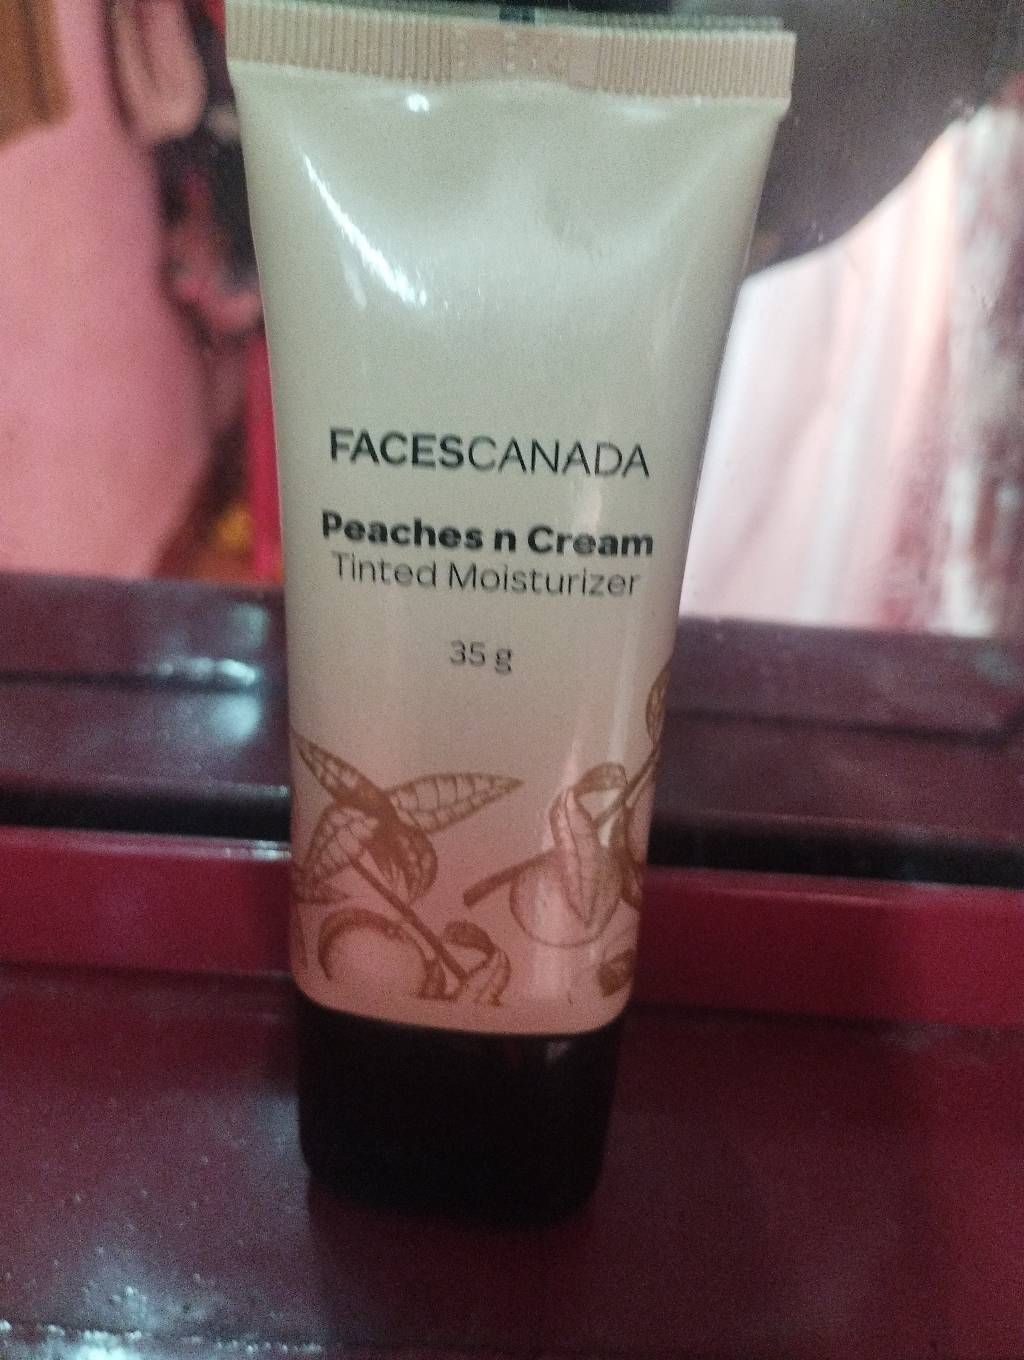 FACESCANADA
Peaches n Cream
Tinted Moisturizer
35 g